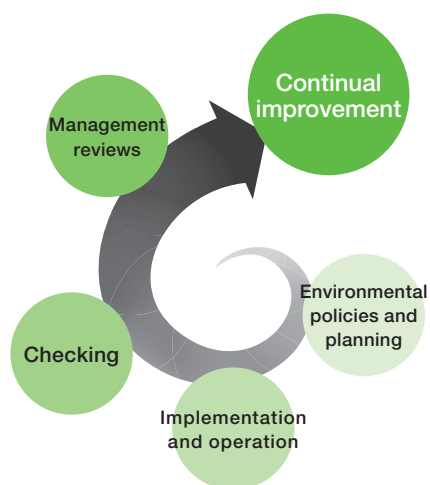 Continual
improvement
Management
reviews
Environmental
policies and
planning
Checking
Implementation
and operation